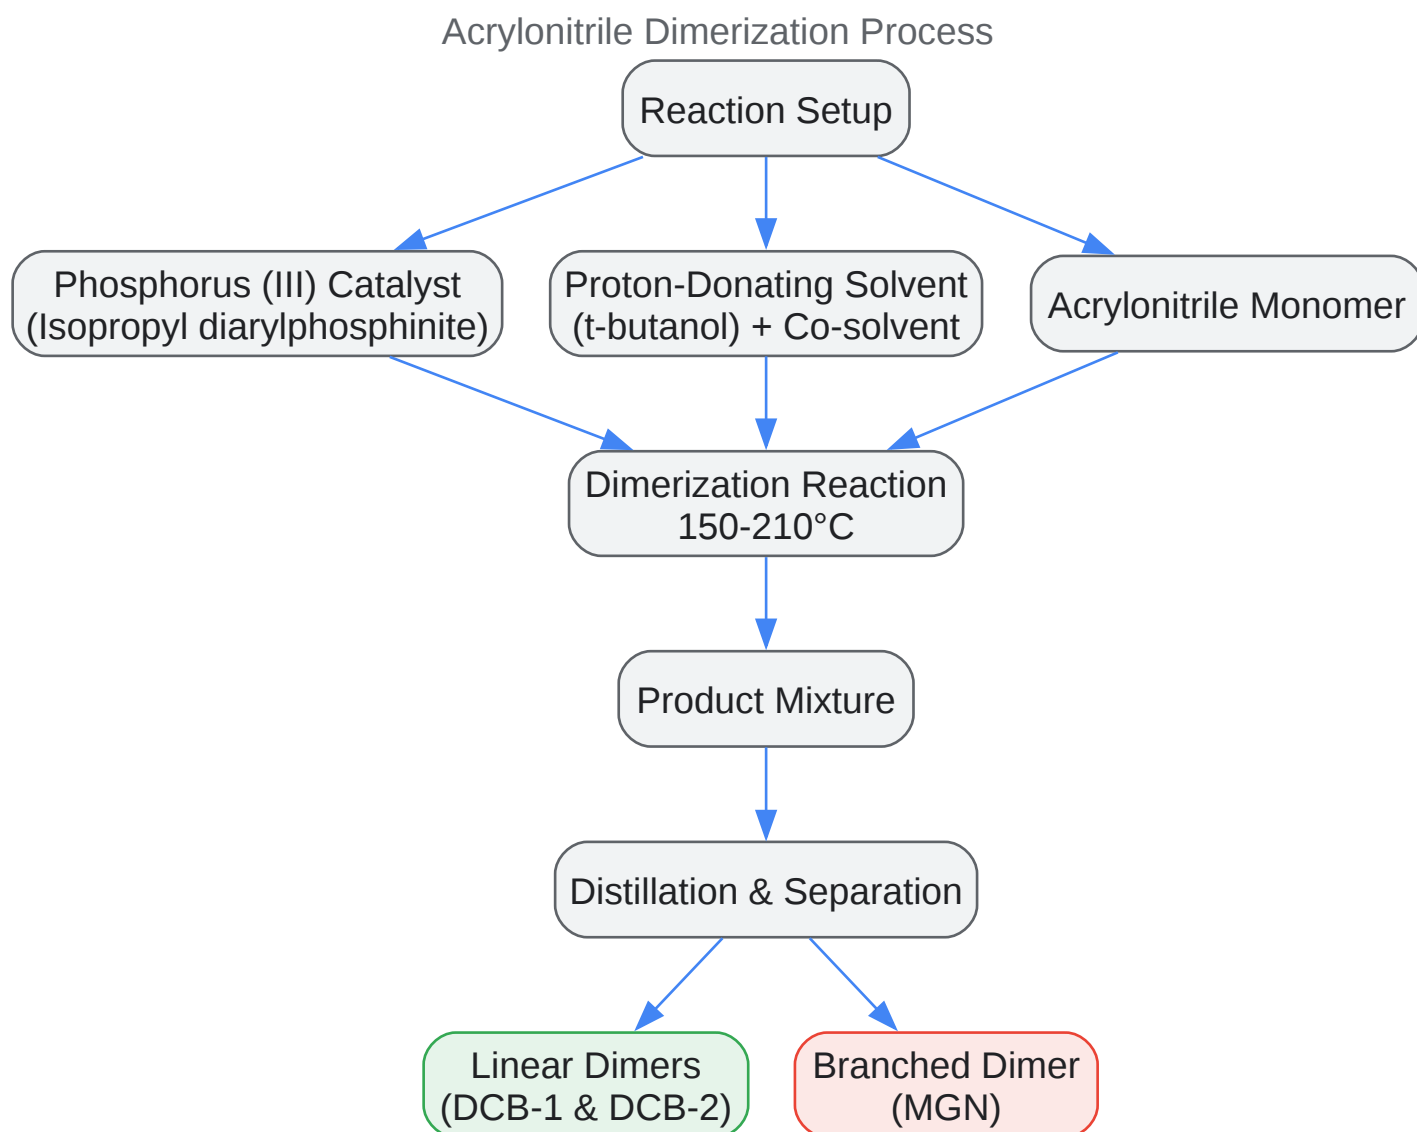 Acrylonitrile Dimerization Process
Reaction Setup
Phosphorus (III) Catalyst
(Isopropyl diarylphosphinite)
Proton-Donating Solvent
(t-butanol) + Co-solvent
Acrylonitrile Monomer
Dimerization Reaction
150-210°C
Product Mixture
Distillation & Separation
Linear Dimers
(DCB-1 & DCB-2)
Branched Dimer
(MGN)